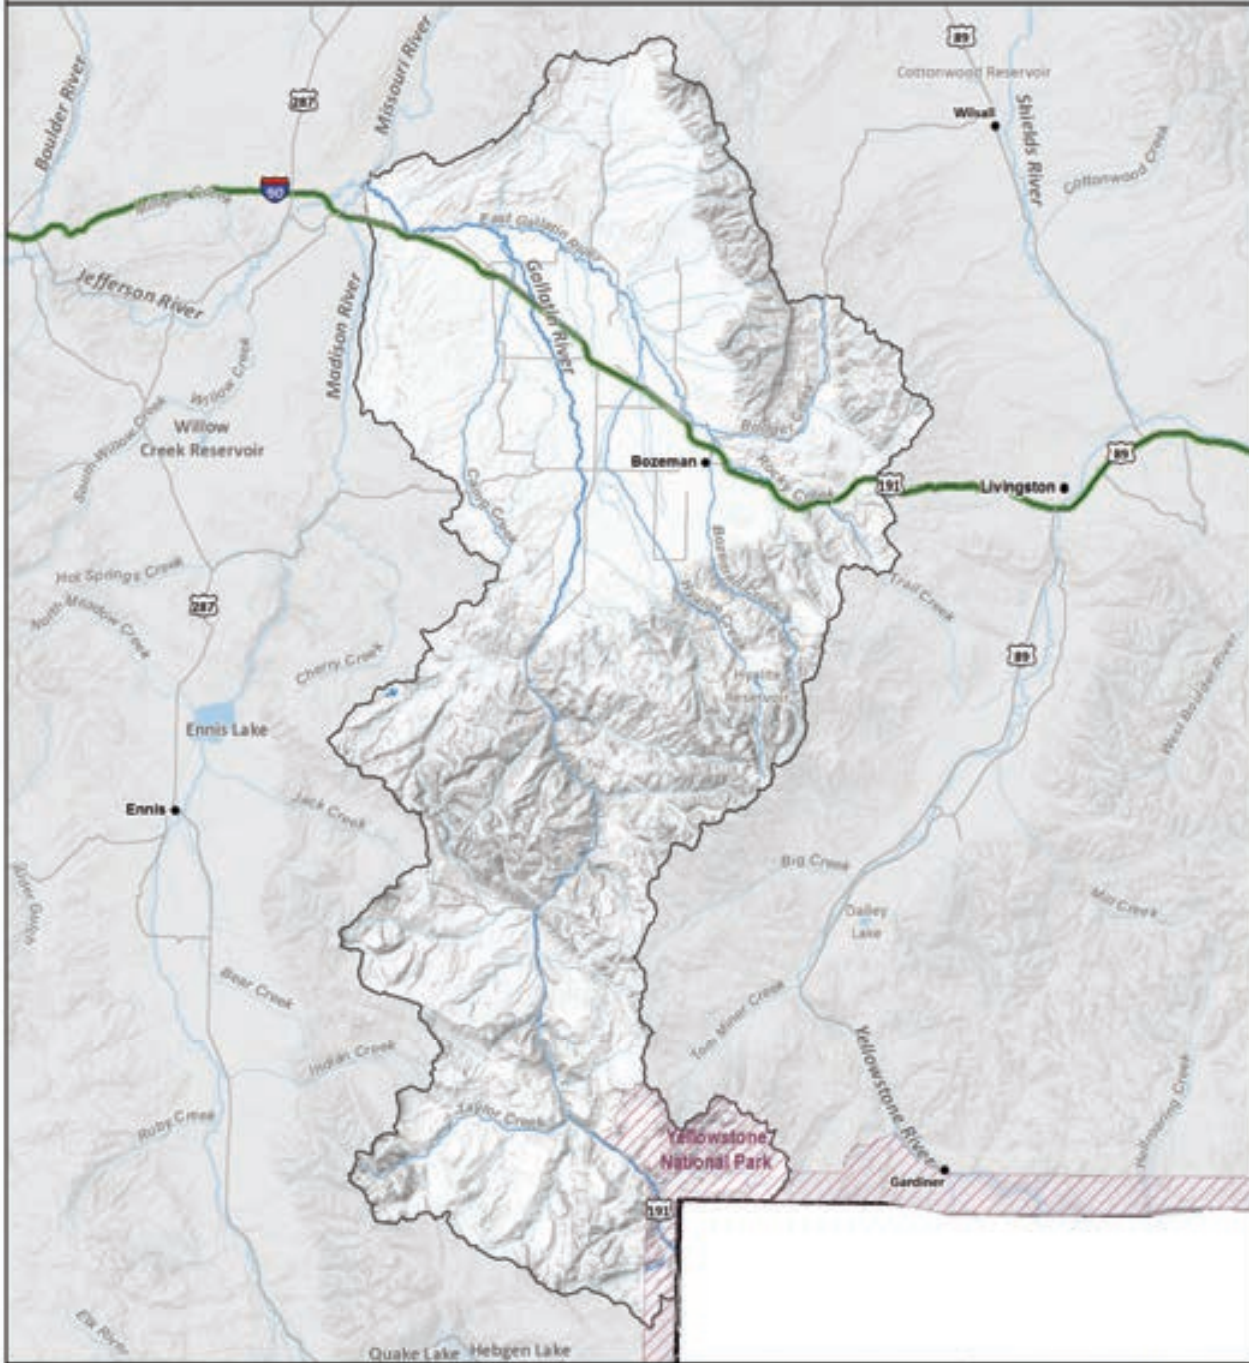 89
Cottonwood Reservoir
Wilsall
Missouri River
287
Boulder River
Shields River
Cottonwood Creek
90
East Gallatin River
Jefferson River
Madison River
Gallatin River
Willow Creek
South Willow Creek
Willow
Creek Reservoir
Bridger Creek
Bozeman
Rocky Creek
89
191
Livingston
Camp Creek
Hot Springs Creek
North Meadow Creek
287
Trail Creek
Cherry Creek
89
Hyalite
Reservoir
West Boulder River
Ennis Lake
Ennis
Jack Creek
Big Creek
Mill Creek
Dailey
Lake
Bear Creek
Tom Miner Creek
Yellowstone River
Indian Creek
Ruby Creek
Taylor Creek
Yellowstone
National Park
Hellroaring Creek
Gardiner
191
Elk River
Quake Lake
Hebgen Lake